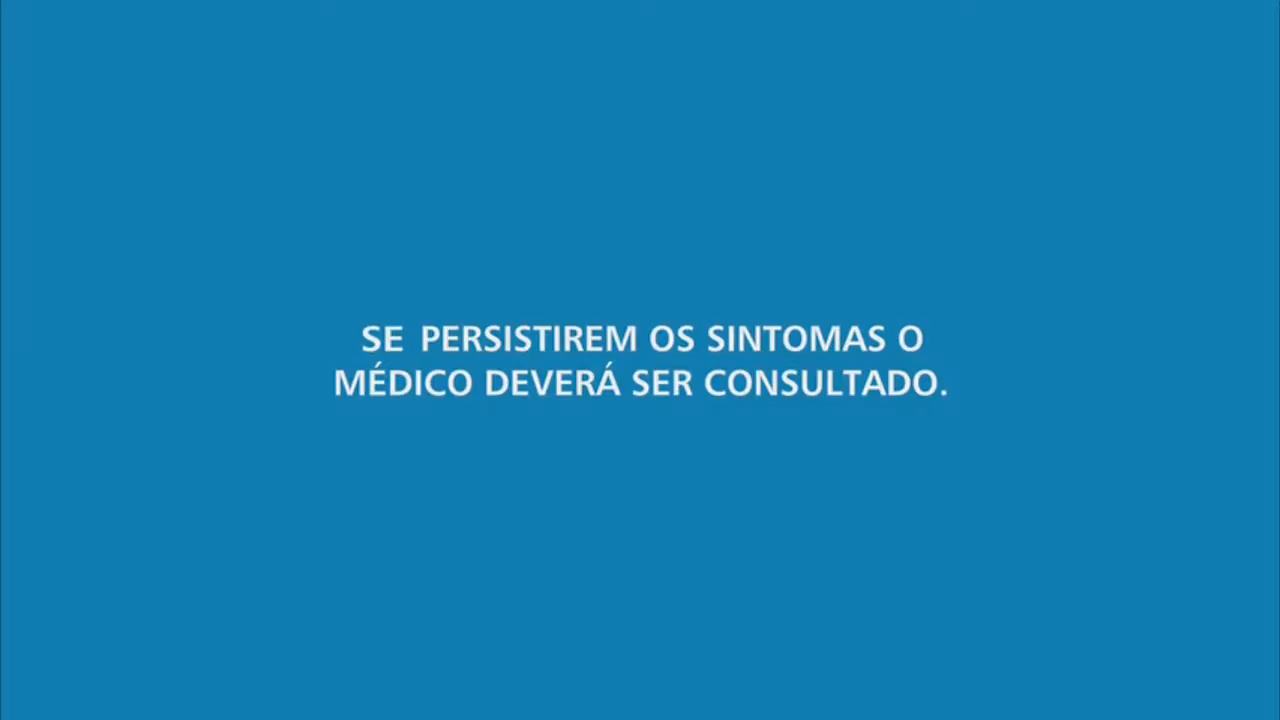 SE PERSISTIREM OS SINTOMAS O
MÉDICO DEVERÁ SER CONSULTADO.